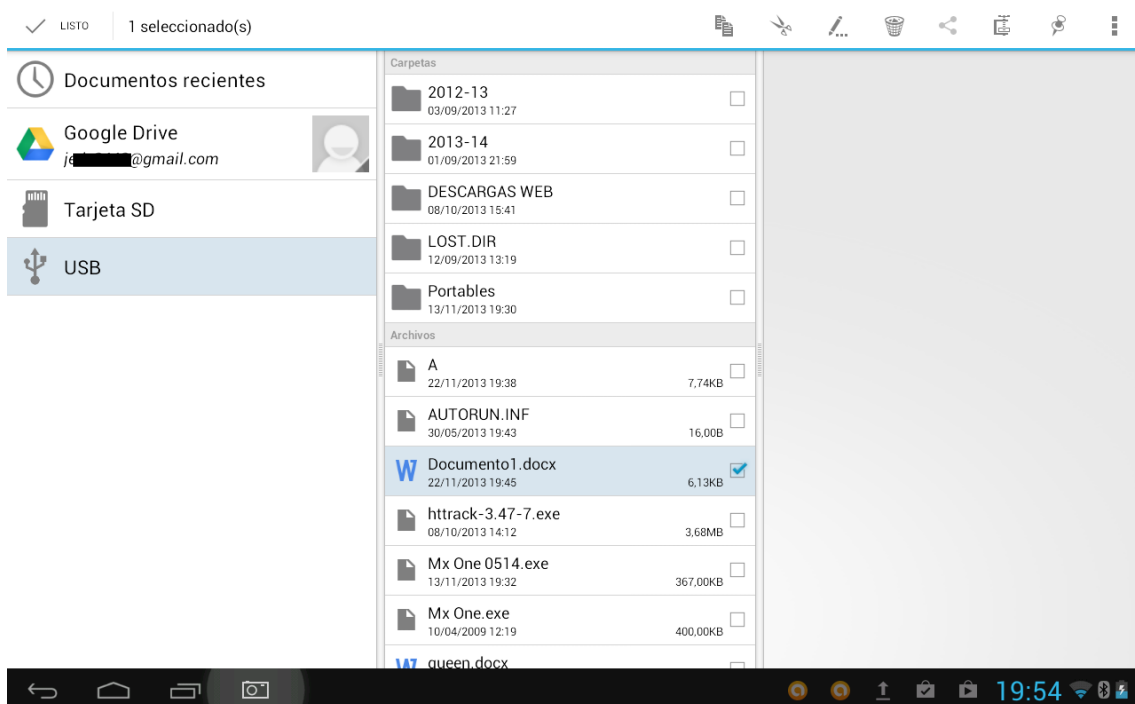 LISTO 1 seleccionado(s)
Documentos recientes
Google Drive
@gmail.com
Tarjeta SD
USB
Carpetas
2012-13
03/09/2013 11:27
2013-14
01/09/2013 21:59
DESCARGAS WEB
08/10/2013 15:41
LOST.DIR
12/09/2013 13:19
Portables
13/11/2013 19:30
Archivos
A
22/11/2013 19:38 7,74KB
AUTORUN.INF
30/05/2013 19:43 16,00B
Documento1.docx
22/11/2013 19:45 6,13KB
httrack-3.47-7.exe
08/10/2013 14:12 3,68MB
Mx One 0514.exe
13/11/2013 19:32 367,00KB
Mx One.exe
10/04/2009 12:19 400,00KB
queen.docx
19:54